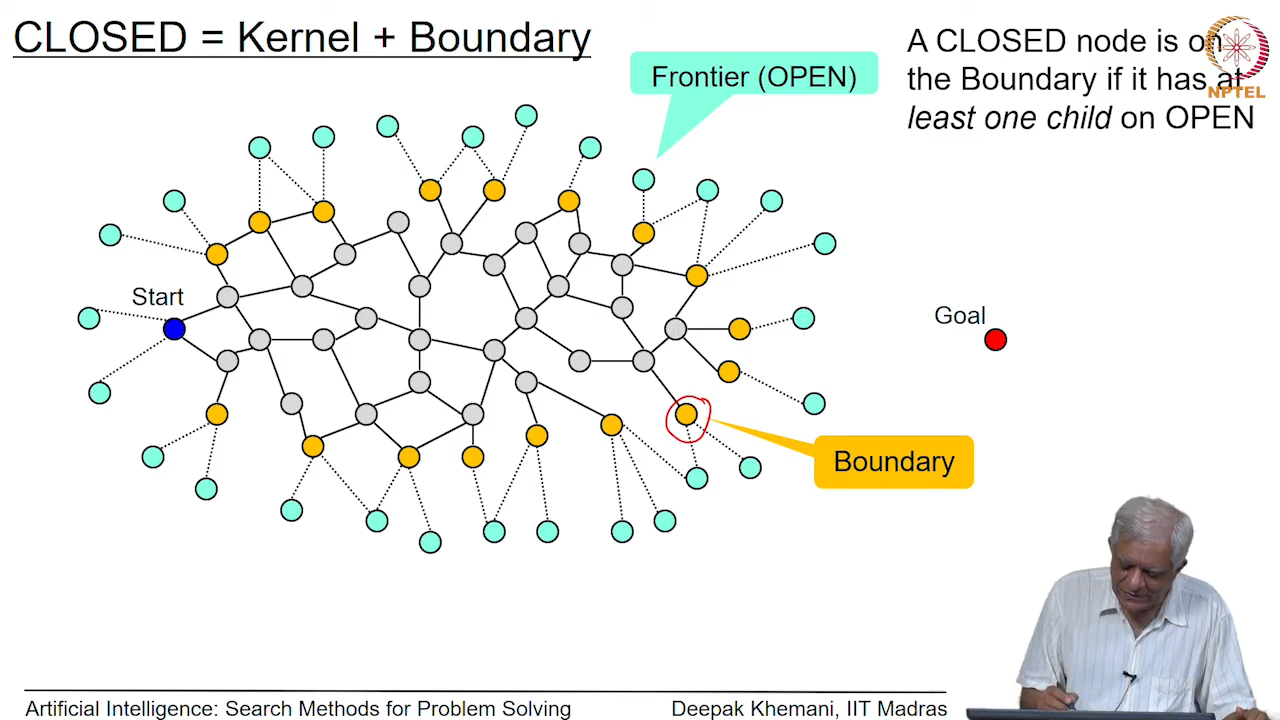 CLOSED = Kernel + Boundary
A CLOSED node is on
the Boundary if it has at
least one child on OPEN
NPTEL
Frontier (OPEN)
Start
Goal
Boundary
Artificial Intelligence: Search Methods for Problem Solving
Deepak Khemani, IIT Madras